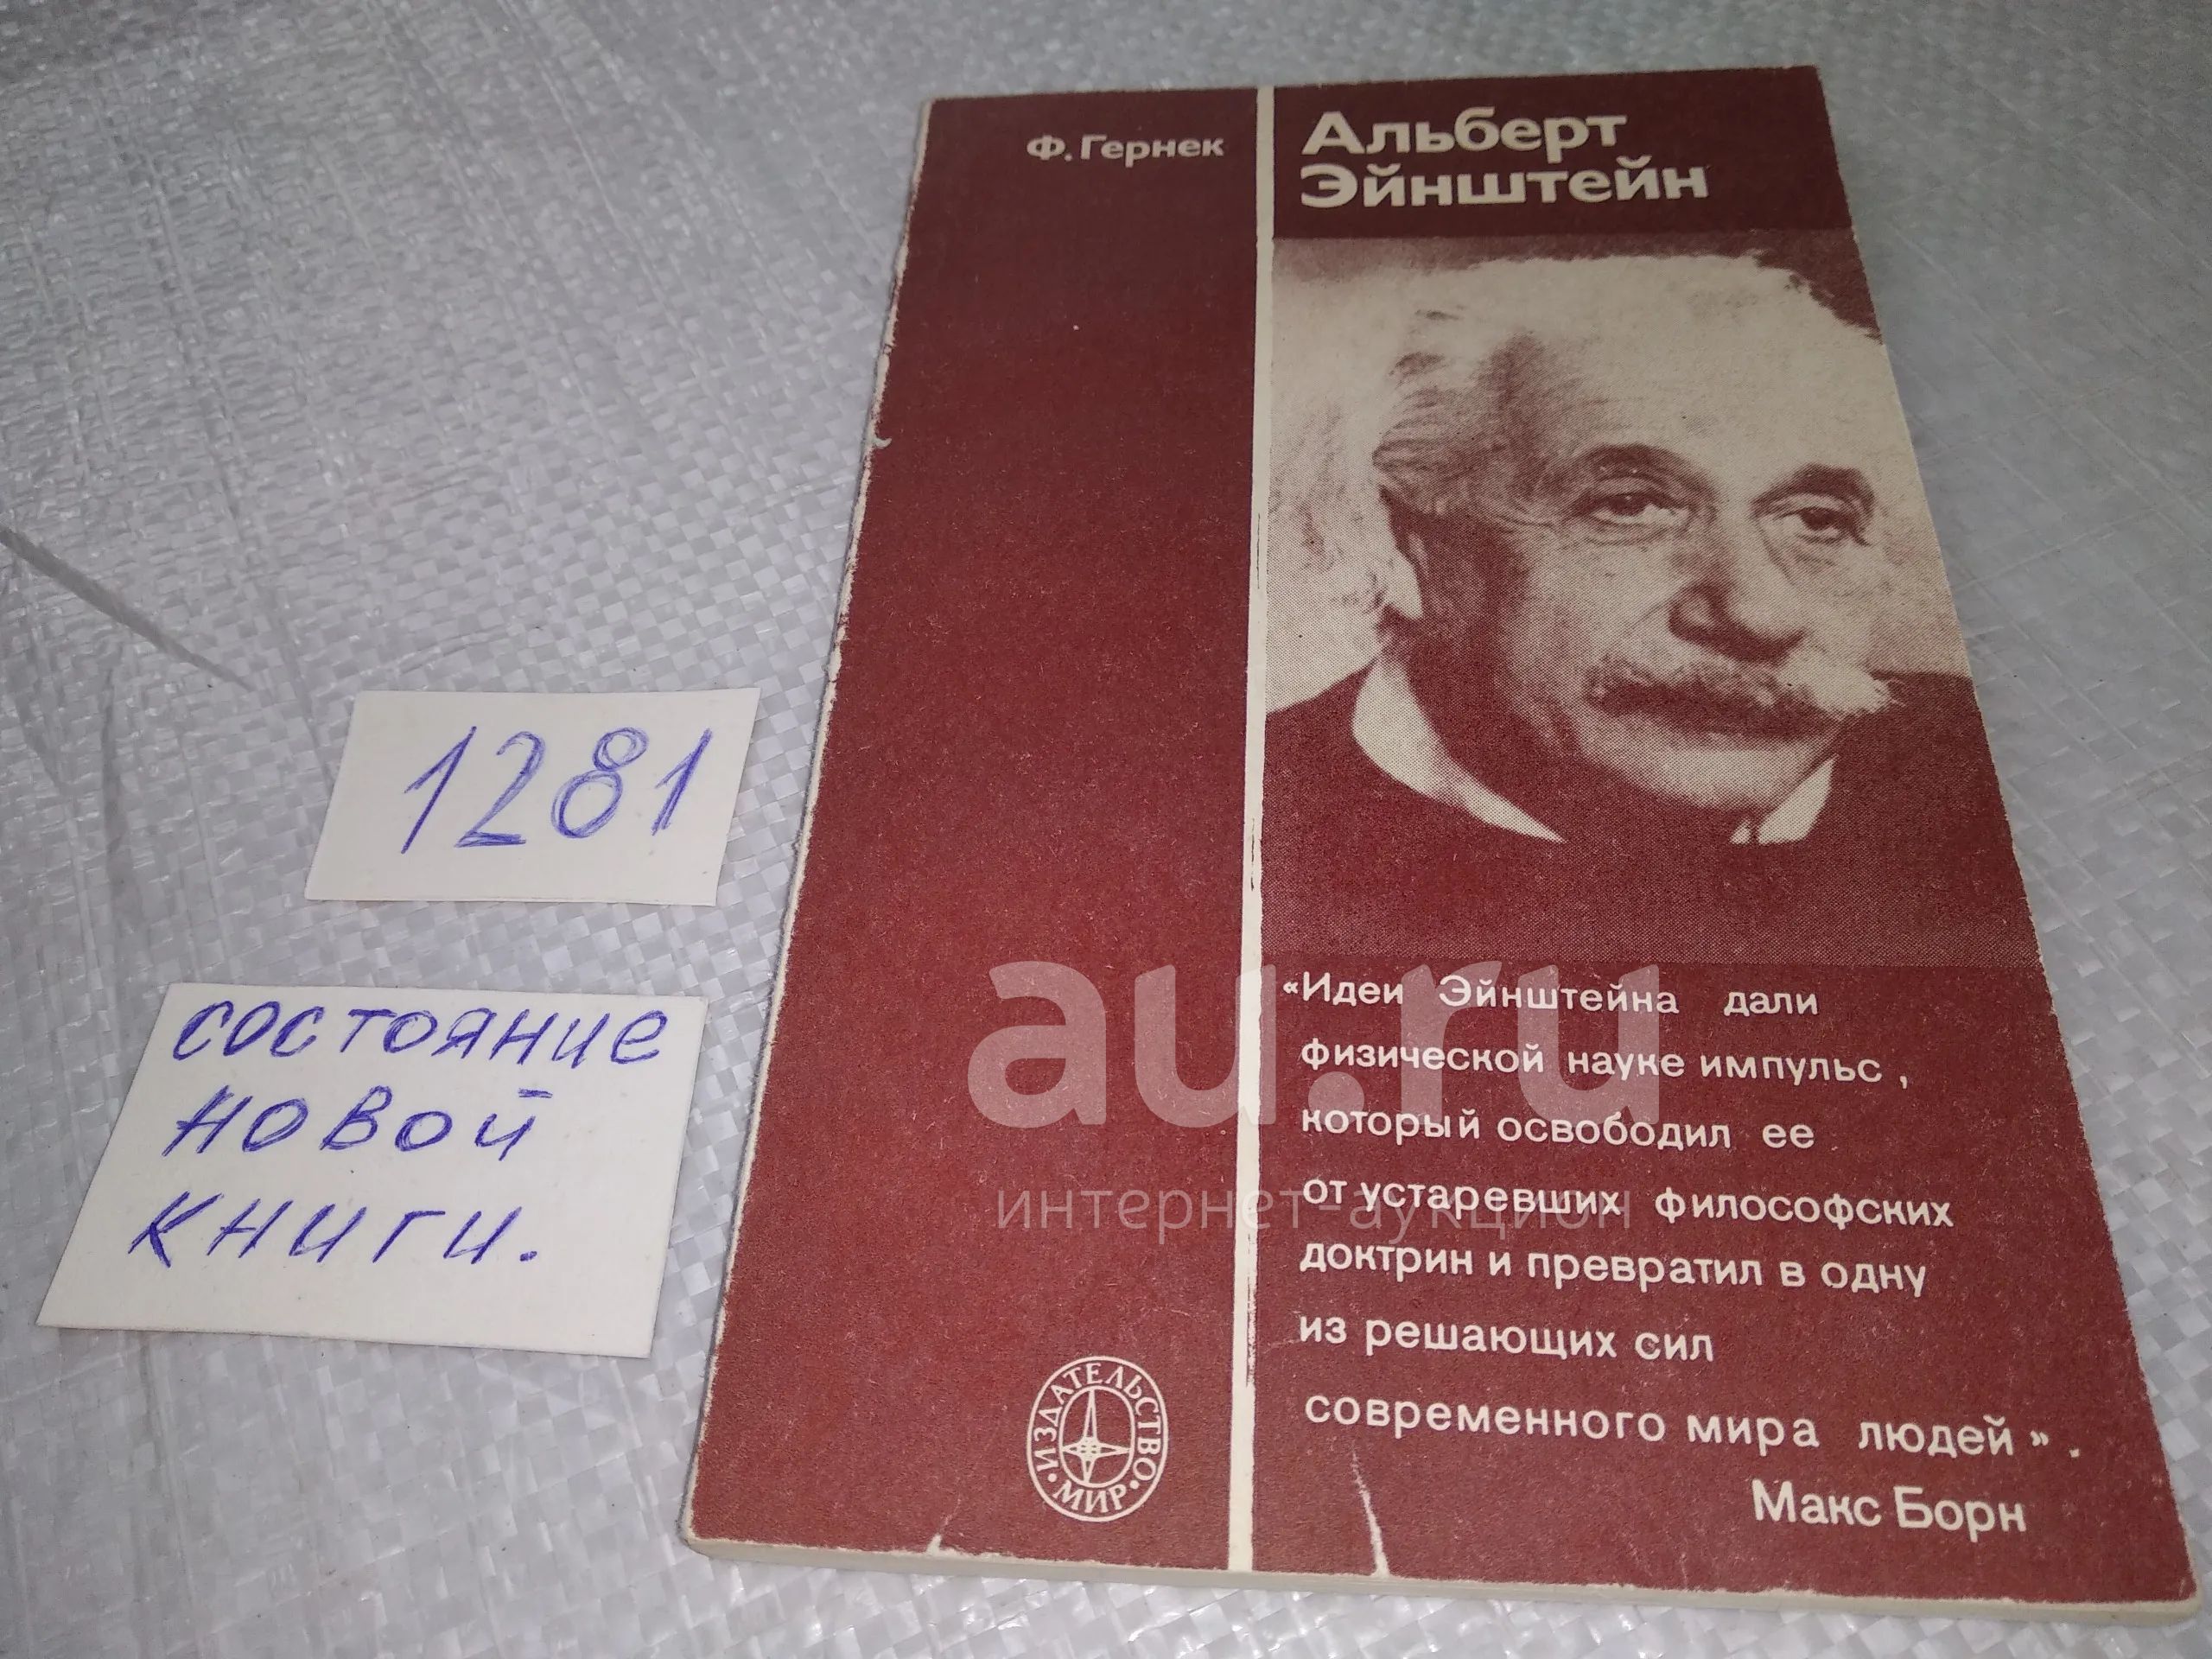 Ф. Гернек
Альберт
Эйнштейн
1281
состояние
новой
книги.
«Идеи Эйнштейна дали
физической науке импульс,
который освободил ее
от устаревших философских
доктрин и превратил в одну
из решающих сил
современного мира людей».
Макс Борн
ИЗДАТЕЛЬСТВО • МИР •
au.ru
интернет-аукцион